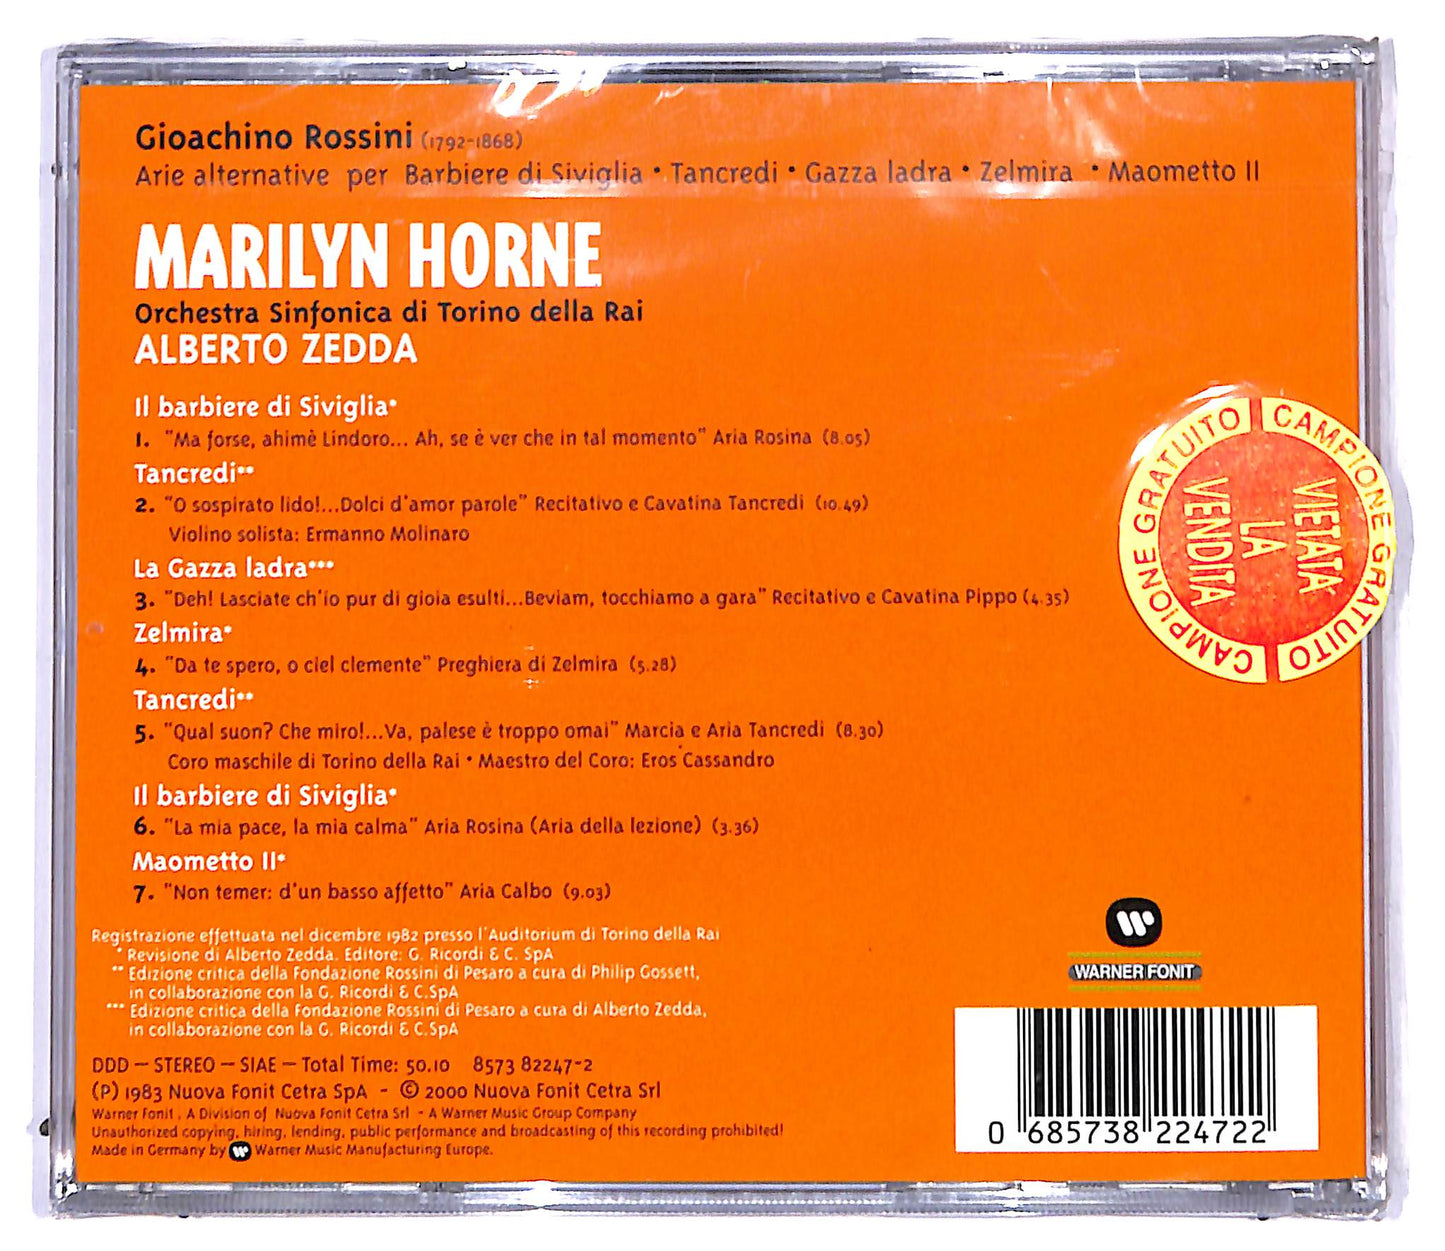 Gioachino Rossini (1792-1868)
Arie alternative per Barbiere di Siviglia • Tancredi • Gazza ladra • Zelmira • Maometto II
MARILYN HORNE
Orchestra Sinfonica di Torino della Rai
ALBERTO ZEDDA
Il barbiere di Siviglia*
1. "Ma forse, ahimè Lindoro... Ah, se è ver che in tal momento" Aria Rosina (8.05)
Tancredi**
2. "O sospirato lido!...Dolci d'amor parole" Recitativo e Cavatina Tancredi (10.49)
Violino solista: Ermanno Molinaro
La Gazza ladra***
3. "Deh! Lasciate ch'io pur di gioia esulti...Beviam, tocchiamo a gara" Recitativo e Cavatina Pippo (4.35)
Zelmira*
4. "Da te spero, o ciel clemente" Preghiera di Zelmira (5.28)
Tancredi**
5. "Qual suon? Che miro!...Va, palese è troppo omai" Marcia e Aria Tancredi (8.30)
Coro maschile di Torino della Rai • Maestro del Coro: Eros Cassandro
Il barbiere di Siviglia*
6. "La mia pace, la mia calma" Aria Rosina (Aria della lezione) (3.36)
Maometto II*
7. "Non temer: d'un basso affetto" Aria Calbo (9.03)
CAMPIONE GRATUITO
CAMPIONE GRATUITO
VIETATA
LA
VENDITA
Registrazione effettuata nel dicembre 1982 presso l'Auditorium di Torino della Rai
* Revisione di Alberto Zedda. Editore: G. Ricordi & C. SpA
** Edizione critica della Fondazione Rossini di Pesaro a cura di Philip Gossett,
in collaborazione con la G. Ricordi & C.SpA
*** Edizione critica della Fondazione Rossini di Pesaro a cura di Alberto Zedda,
in collaborazione con la G. Ricordi & C.SpA
DDD – STEREO – SIAE – Total Time: 50.10 8573 82247-2
(P) 1983 Nuova Fonit Cetra SpA - © 2000 Nuova Fonit Cetra Srl
Warner Fonit . A Division of Nuova Fonit Cetra Srl - A Warner Music Group Company
Unauthorized copying, hiring, lending, public performance and broadcasting of this recording prohibited!
Made in Germany by Warner Music Manufacturing Europe.
WARNER FONIT
0 685738 224722